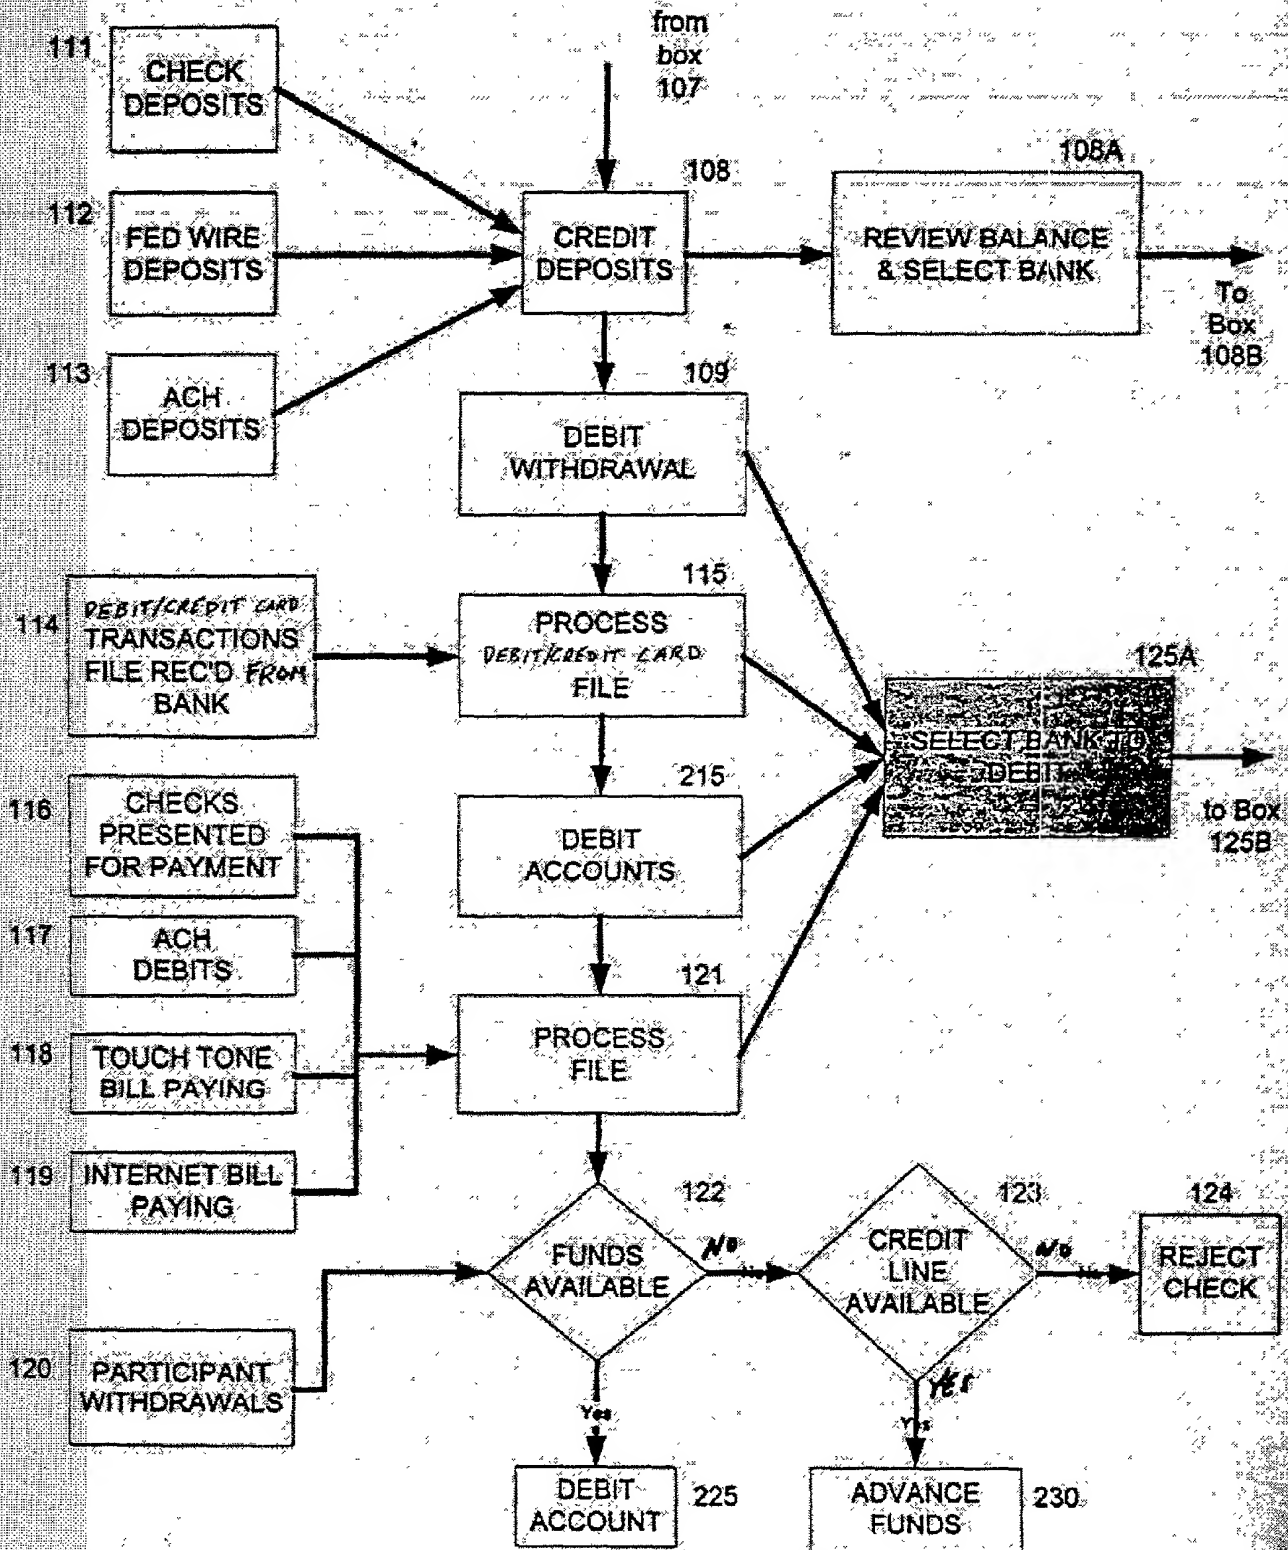 from
box
107
111
CHECK
DEPOSITS
108
108A
112
FED WIRE
DEPOSITS
CREDIT
DEPOSITS
REVIEW BALANCE
& SELECT BANK
To
Box
108B
113
ACH
DEPOSITS
109
DEBIT
WITHDRAWAL
114
DEBIT/CREDIT CARD
TRANSACTIONS
FILE REC'D FROM
BANK
115
PROCESS
DEBIT/CREDIT CARD
FILE
125A
SELECT BANK TO
DEBIT
to Box
125B
116
CHECKS
PRESENTED
FOR PAYMENT
215
DEBIT
ACCOUNTS
117
ACH
DEBITS
121
PROCESS
FILE
118
TOUCH TONE
BILL PAYING
119
INTERNET BILL
PAYING
122
FUNDS
AVAILABLE
NO
No
123
CREDIT
LINE
AVAILABLE
NO
No
124
REJECT
CHECK
120
PARTICIPANT
WITHDRAWALS
Yes
YES
Yes
DEBIT
ACCOUNT
225
ADVANCE
FUNDS
230